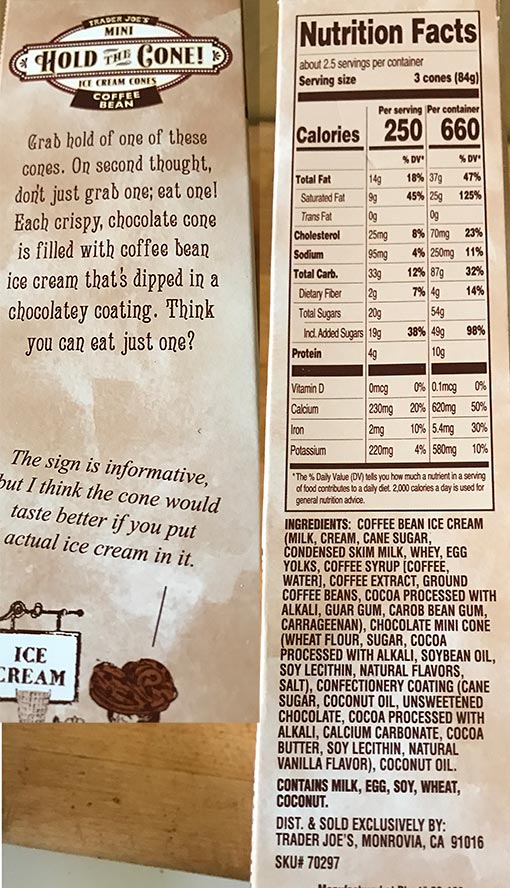 TRADER JOE'S
MINI
HOLD THE CONE!
ICE CREAM CONES
COFFEE
BEAN
Grab hold of one of these
cones. On second thought,
don't just grab one; eat one!
Each crispy, chocolate cone
is filled with coffee bean
ice cream that's dipped in a
chocolatey coating. Think
you can eat just one?
The sign is informative,
but I think the cone would
taste better if you put
actual ice cream in it.
ICE
CREAM
Nutrition Facts
about 2.5 servings per container
Serving size 3 cones (84g)
Per serving Per container
Calories 250 660
% DV* % DV*
Total Fat 14g 18% 37g 47%
Saturated Fat 9g 45% 25g 125%
Trans Fat 0g 0g
Cholesterol 25mg 8% 70mg 23%
Sodium 95mg 4% 250mg 11%
Total Carb. 33g 12% 87g 32%
Dietary Fiber 2g 7% 4g 14%
Total Sugars 20g 54g
Incl. Added Sugars 19g 38% 49g 98%
Protein 4g 10g
Vitamin D 0mcg 0% 0.1mcg 0%
Calcium 230mg 20% 620mg 50%
Iron 2mg 10% 5.4mg 30%
Potassium 220mg 4% 580mg 10%
*The % Daily Value (DV) tells you how much a nutrient in a serving
of food contributes to a daily diet. 2,000 calories a day is used for
general nutrition advice.
INGREDIENTS: COFFEE BEAN ICE CREAM
(MILK, CREAM, CANE SUGAR,
CONDENSED SKIM MILK, WHEY, EGG
YOLKS, COFFEE SYRUP [COFFEE,
WATER], COFFEE EXTRACT, GROUND
COFFEE BEANS, COCOA PROCESSED WITH
ALKALI, GUAR GUM, CAROB BEAN GUM,
CARRAGEENAN), CHOCOLATE MINI CONE
(WHEAT FLOUR, SUGAR, COCOA
PROCESSED WITH ALKALI, SOYBEAN OIL,
SOY LECITHIN, NATURAL FLAVORS,
SALT), CONFECTIONERY COATING (CANE
SUGAR, COCONUT OIL, UNSWEETENED
CHOCOLATE, COCOA PROCESSED WITH
ALKALI, CALCIUM CARBONATE, COCOA
BUTTER, SOY LECITHIN, NATURAL
VANILLA FLAVOR), COCONUT OIL.
CONTAINS MILK, EGG, SOY, WHEAT,
COCONUT.
DIST. & SOLD EXCLUSIVELY BY:
TRADER JOE'S, MONROVIA, CA 91016
SKU# 70297